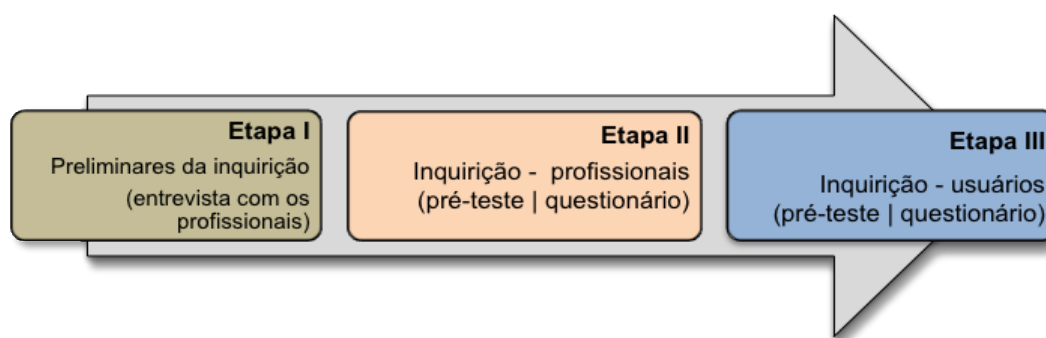 Etapa I
Preliminares da inquirição
(entrevista com os
profissionais)
Etapa II
Inquirição - profissionais
(pré-teste | questionário)
Etapa III
Inquirição - usuários
(pré-teste | questionário)